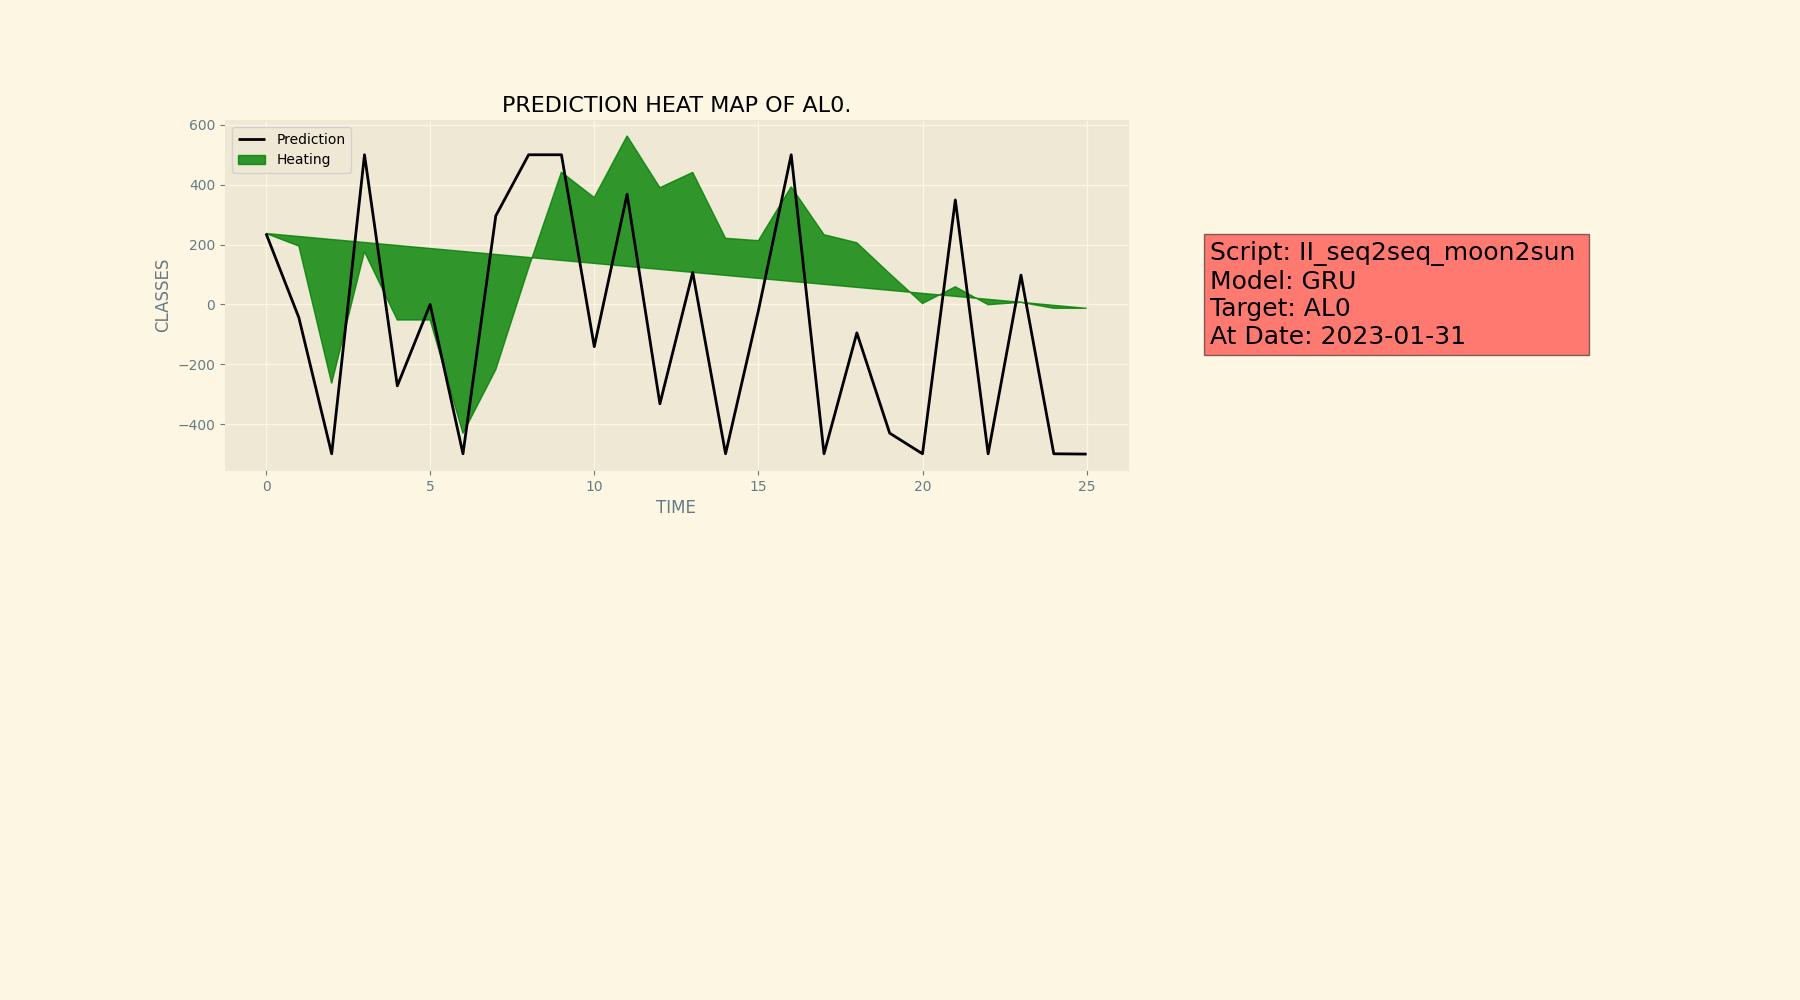 PREDICTION HEAT MAP OF AL0.
Prediction
Heating
600
400
200
0
−200
−400
CLASSES
0 5 10 15 20 25
TIME
Script: II_seq2seq_moon2sun
Model: GRU
Target: AL0
At Date: 2023-01-31